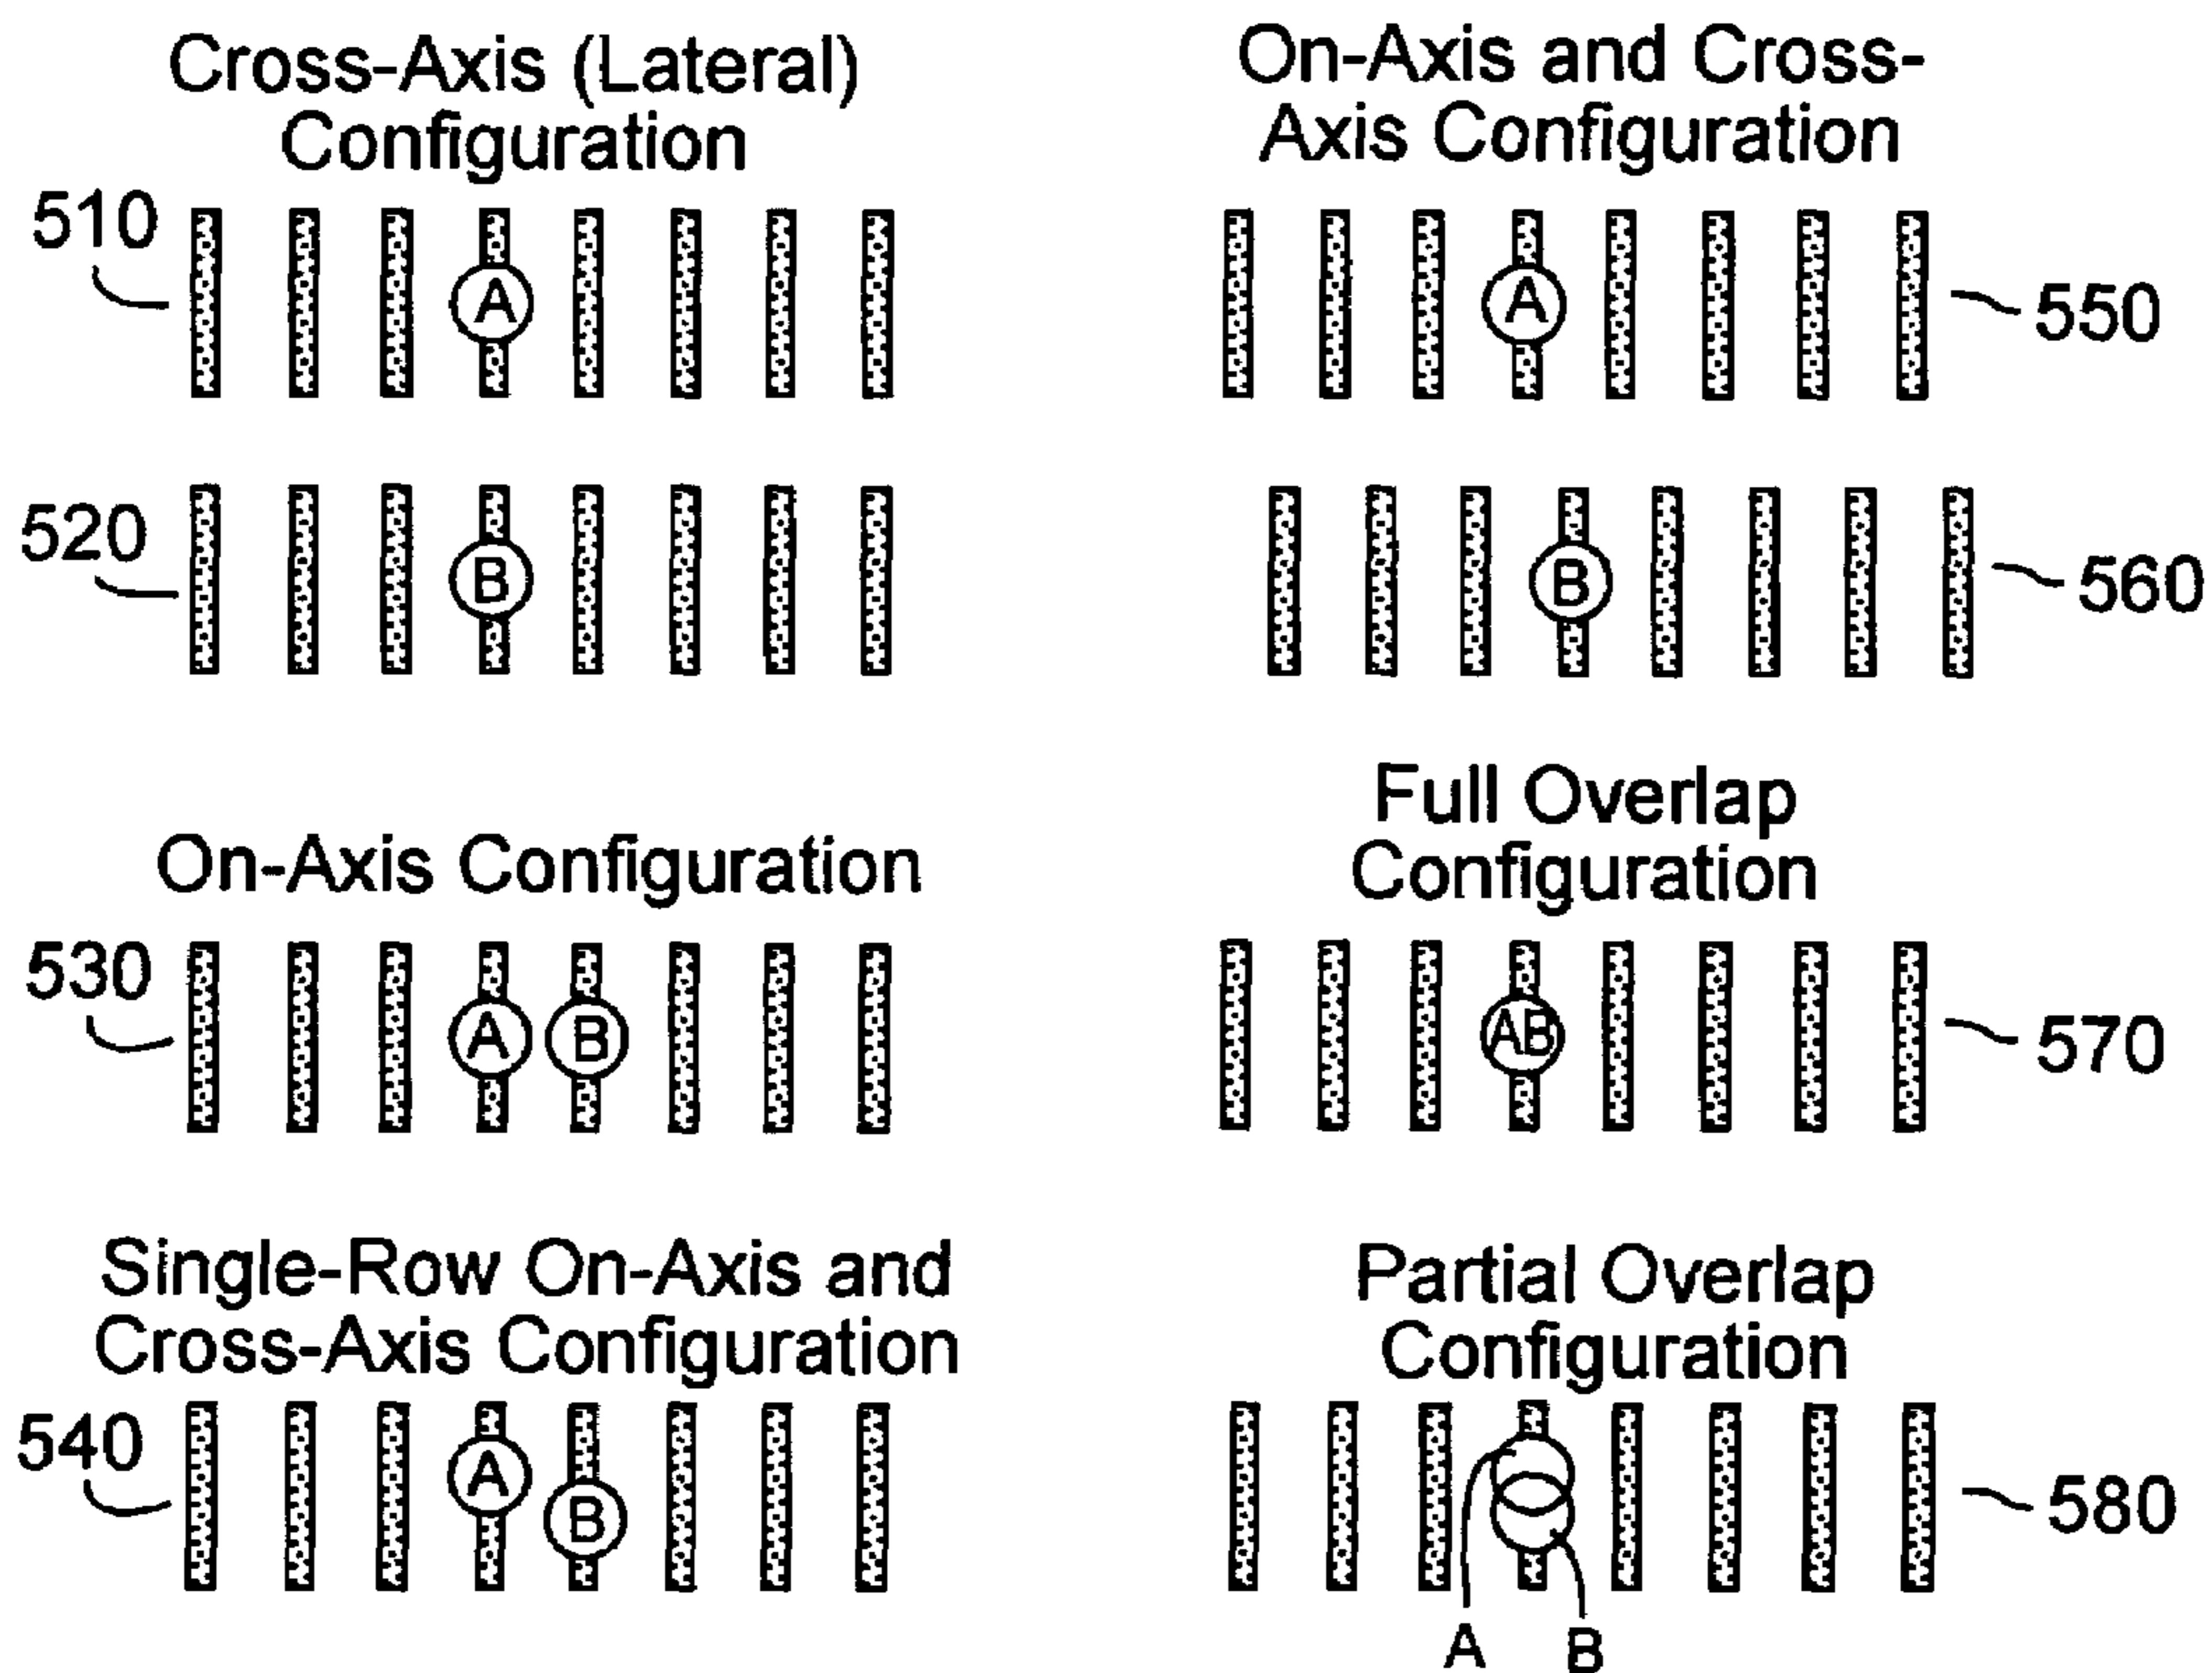 Cross-Axis (Lateral)
Configuration
510
A
520
B
On-Axis Configuration
530
A B
Single-Row On-Axis and
Cross-Axis Configuration
540
A
B
On-Axis and Cross-
Axis Configuration
A
550
B
560
Full Overlap
Configuration
AB
570
Partial Overlap
Configuration
580
A B